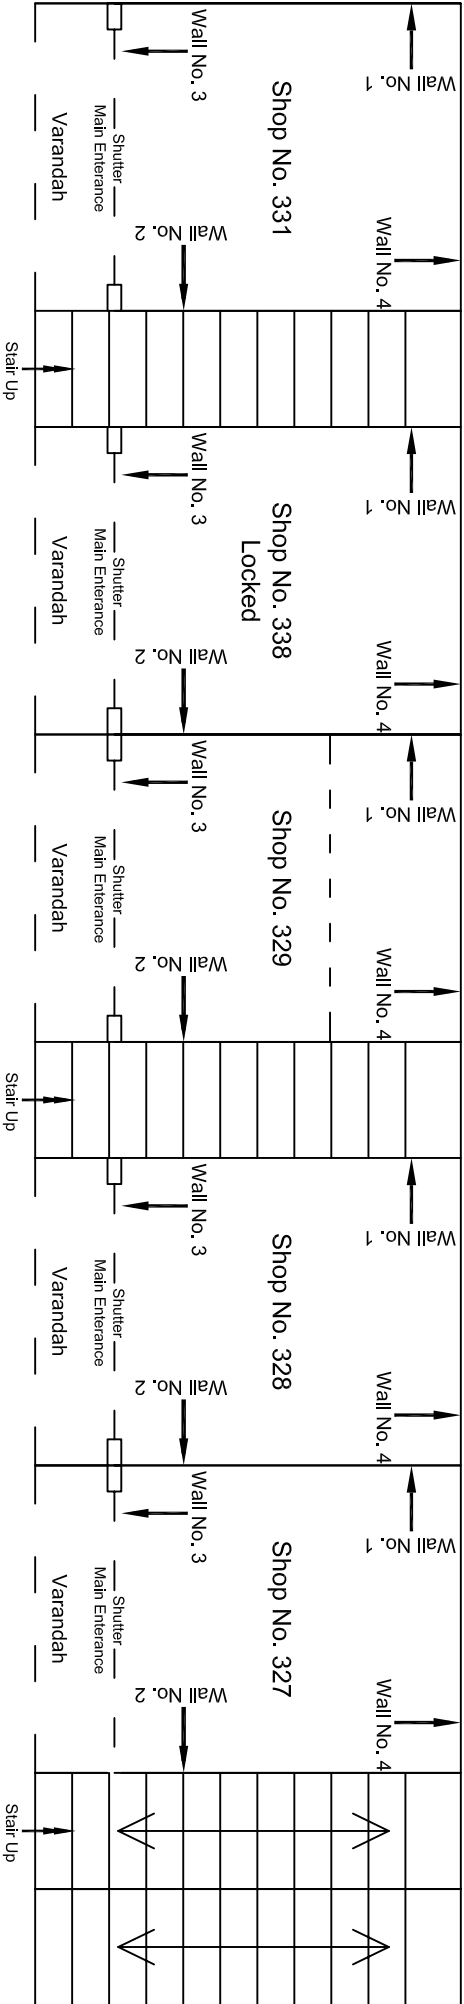 Wall No. 3
Wall No. 1
Shop No. 331
Shutter
Main Enterance
Varandah
Wall No. 2
Wall No. 4
Stair Up
Wall No. 3
Wall No. 1
Shop No. 338
Locked
Shutter
Main Enterance
Varandah
Wall No. 2
Wall No. 4
Wall No. 3
Wall No. 1
Shop No. 329
Shutter
Main Enterance
Varandah
Wall No. 2
Wall No. 4
Stair Up
Wall No. 3
Wall No. 1
Shop No. 328
Shutter
Main Enterance
Varandah
Wall No. 2
Wall No. 4
Wall No. 3
Wall No. 1
Shop No. 327
Shutter
Main Enterance
Varandah
Wall No. 2
Wall No. 4
Stair Up